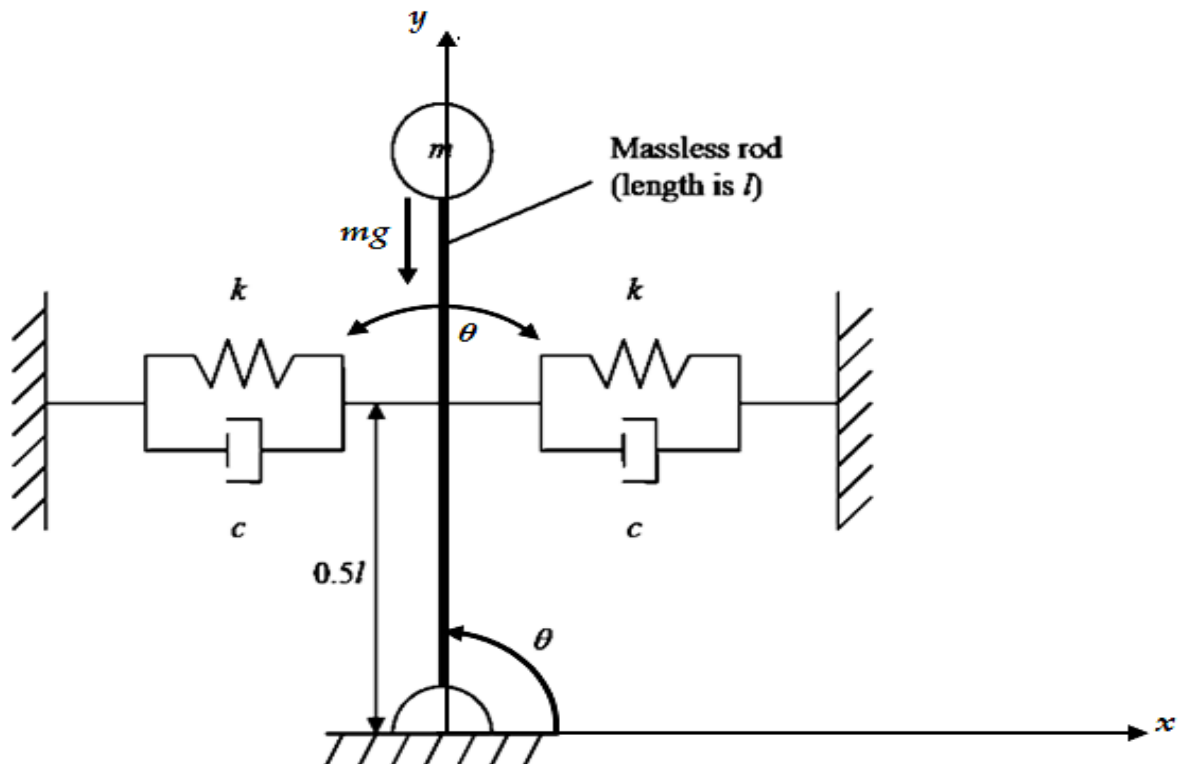 y
m
Massless rod
(length is l)
mg
k
k
θ
c
c
0.5l
θ
x